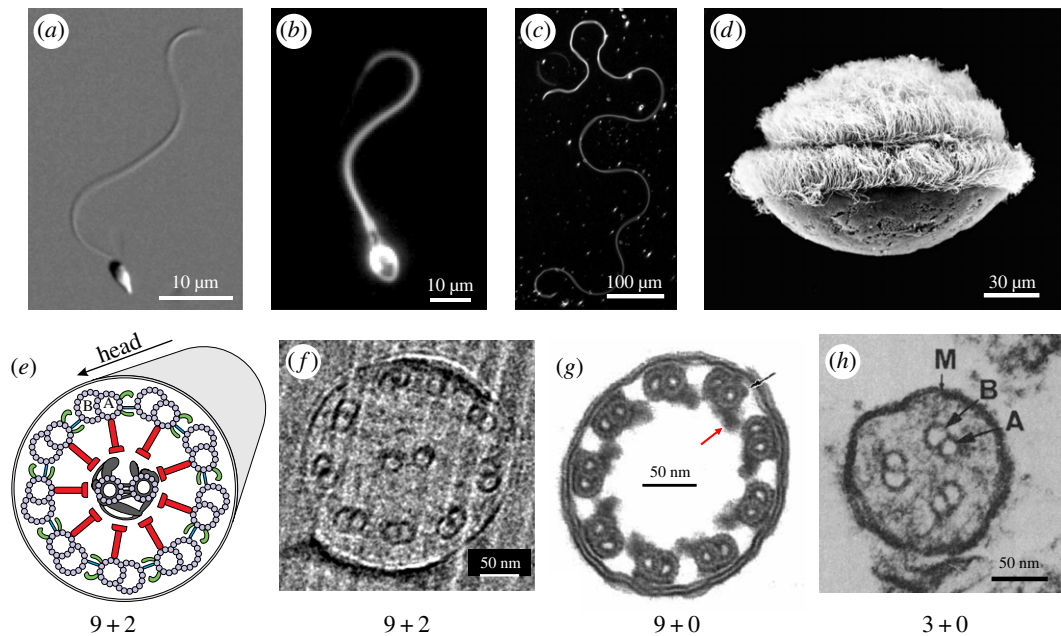 (a)
10 µm
(b)
10 µm
(c)
100 µm
(d)
30 µm
(e)
head
B
A
9 + 2
(f)
50 nm
9 + 2
(g)
50 nm
9 + 0
(h)
M
B
A
50 nm
3 + 0